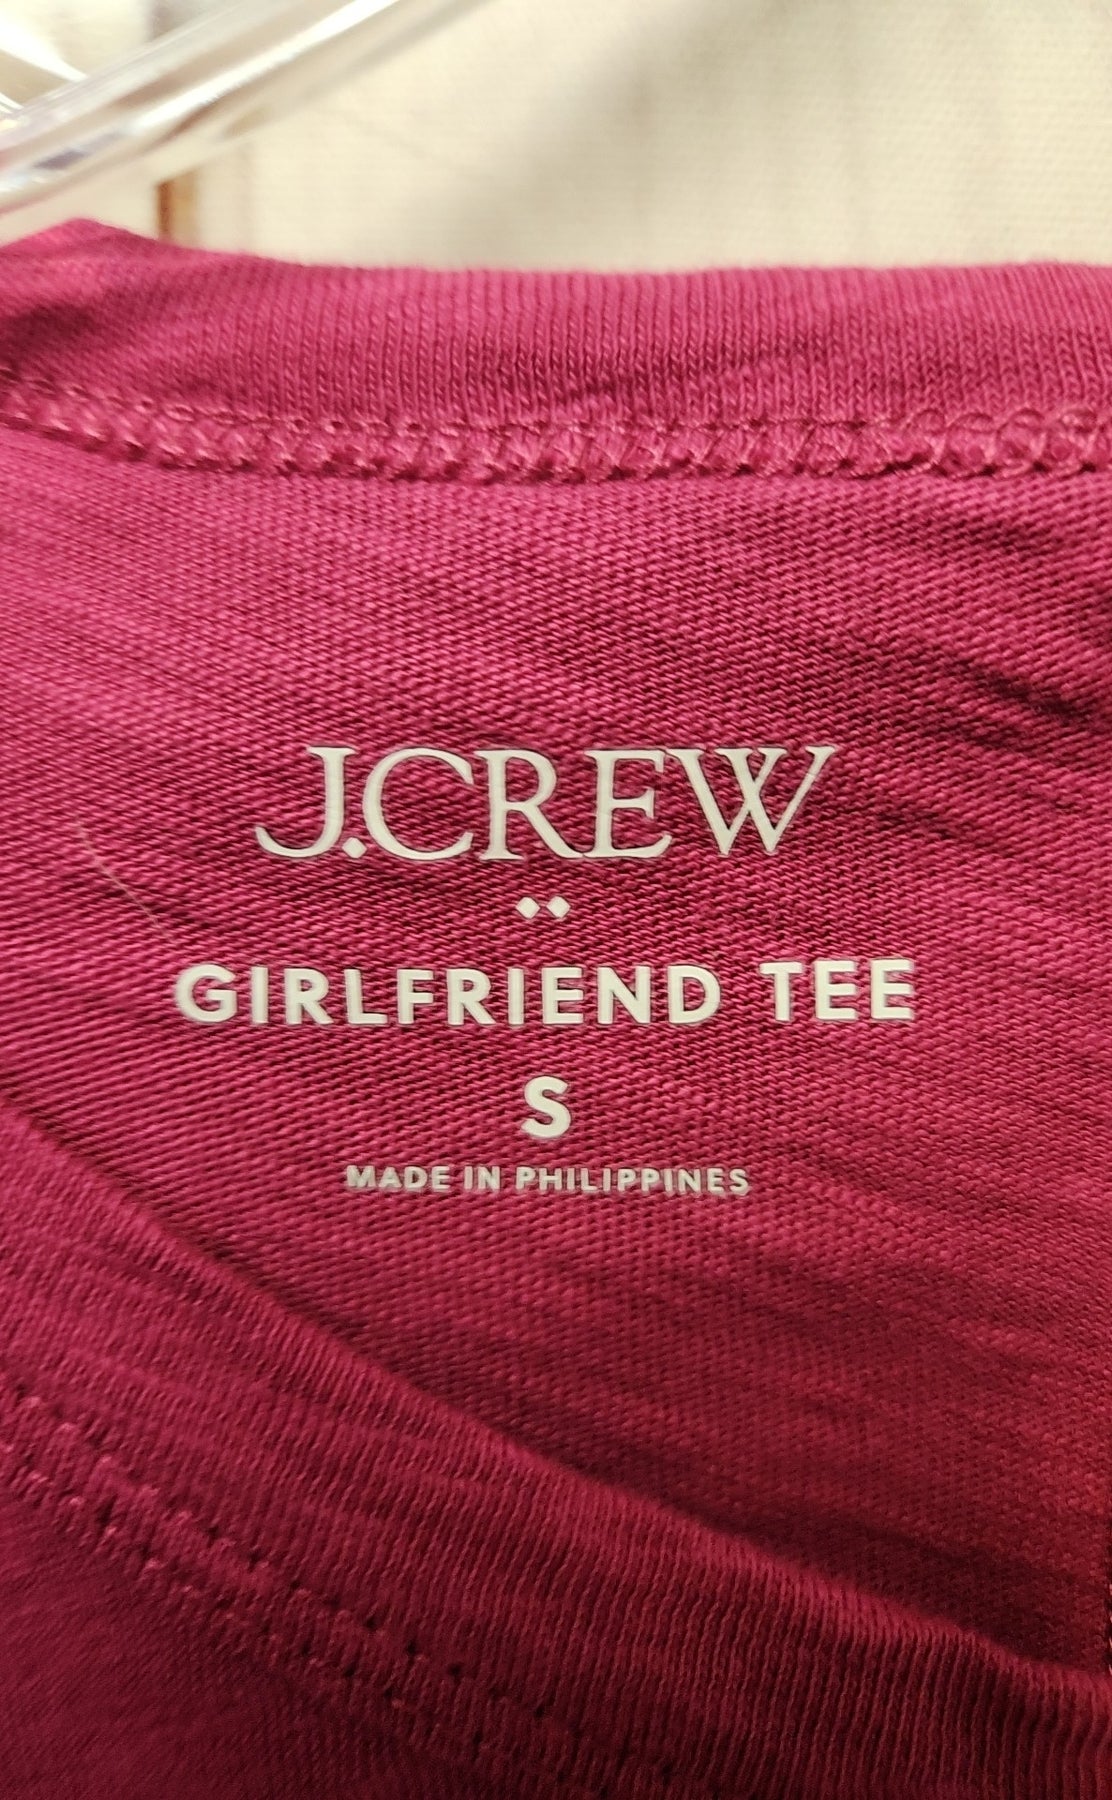 J.CREW
GIRLFRIEND TEE
S
MADE IN PHILIPPINES